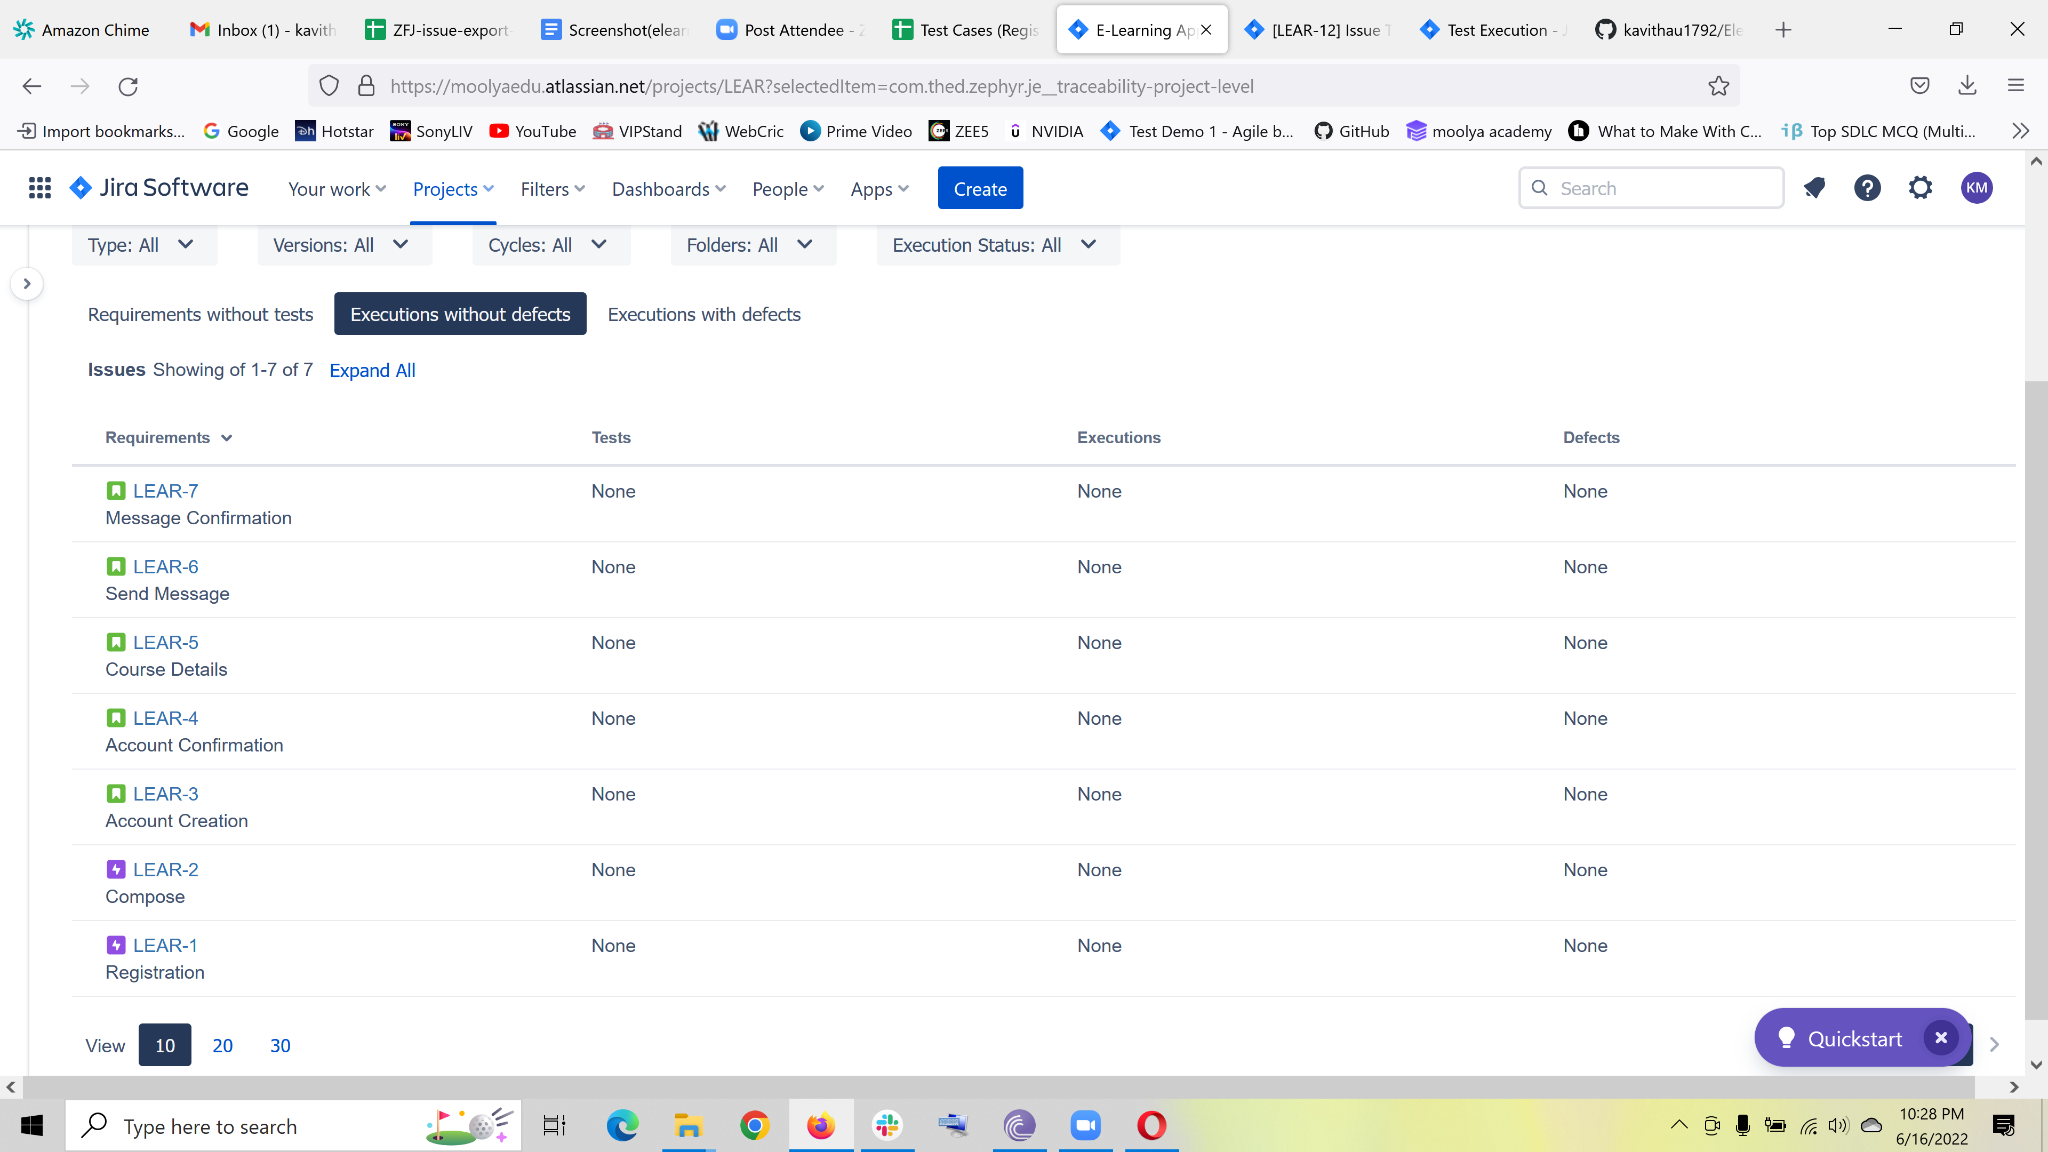 Amazon Chime
Inbox (1) - kavith
ZFJ-issue-export-
Screenshot(elear
Post Attendee - Z
Test Cases (Regis
E-Learning Ap
[LEAR-12] Issue T
Test Execution - J
kavithau1792/Ele
https://moolyaedu.atlassian.net/projects/LEAR?selectedItem=com.thed.zephyr.je__traceability-project-level
Import bookmarks...
Google
Hotstar
SonyLIV
YouTube
VIPStand
WebCric
Prime Video
ZEE5
NVIDIA
Test Demo 1 - Agile b...
GitHub
moolya academy
What to Make With C...
Top SDLC MCQ (Multi...
Jira Software
Your work
Projects
Filters
Dashboards
People
Apps
Create
Search
KM
Type: All
Versions: All
Cycles: All
Folders: All
Execution Status: All
Requirements without tests
Executions without defects
Executions with defects
Issues Showing of 1-7 of 7 Expand All
Requirements Tests Executions Defects
LEAR-7 None None None
Message Confirmation
LEAR-6 None None None
Send Message
LEAR-5 None None None
Course Details
LEAR-4 None None None
Account Confirmation
LEAR-3 None None None
Account Creation
LEAR-2 None None None
Compose
LEAR-1 None None None
Registration
View 10 20 30
Quickstart
Type here to search
10:28 PM
6/16/2022